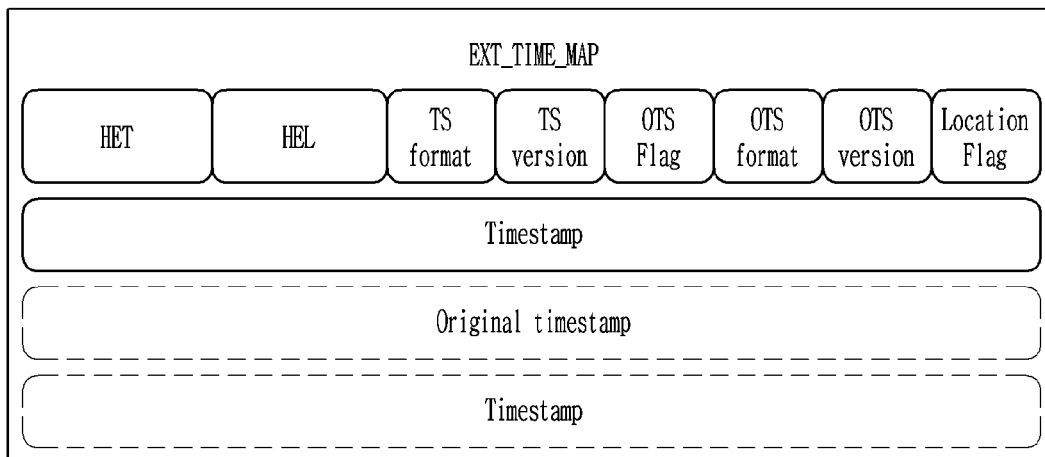 EXT_TIME_MAP
HET HEL TS format TS version OTS Flag OTS format OTS version Location Flag
Timestamp
Original timestamp
Timestamp